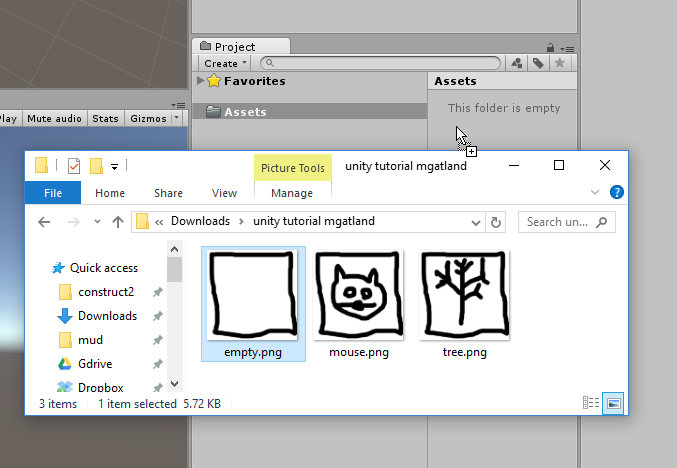 Project
Create
Favorites
Assets
Assets
This folder is empty
Play Mute audio Stats Gizmos
Picture Tools unity tutorial mgatland
File Home Share View Manage
« Downloads > unity tutorial mgatland Search un...
Quick access
construct2
Downloads
mud
Gdrive
Dropbox
empty.png mouse.png tree.png
3 items 1 item selected 5.72 KB